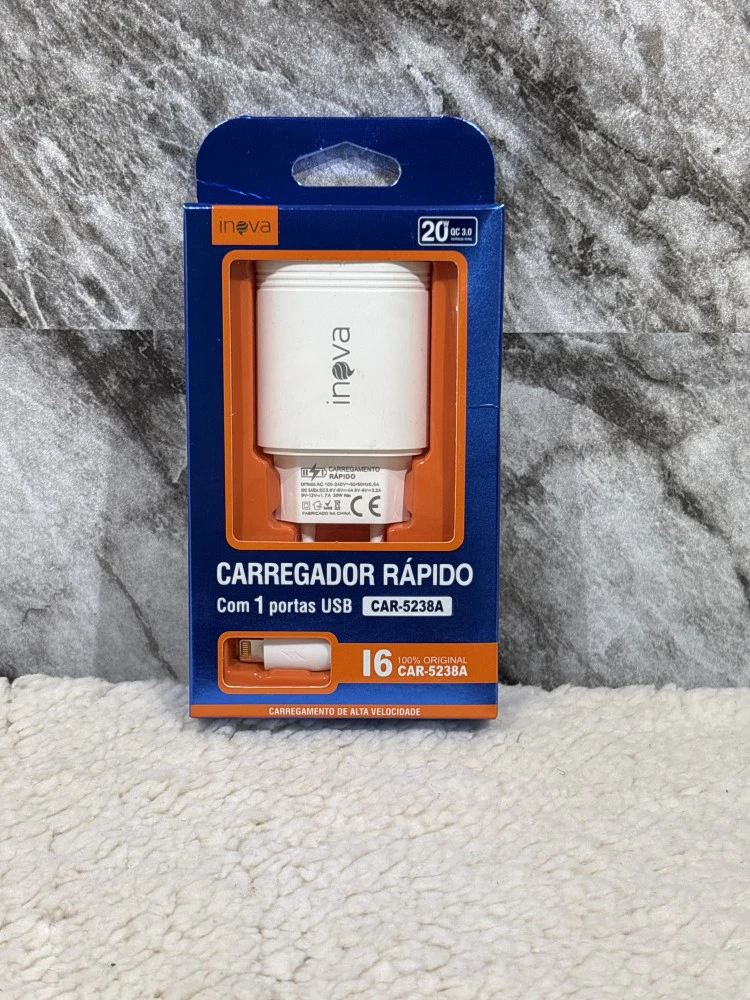 inova
20W QC 3.0
inova
CARREGAMENTO
RÁPIDO
FABRICADO NA CHINA
CE
CARREGADOR RÁPIDO
Com 1 portas USB CAR-5238A
I6 100% ORIGINAL
CAR-5238A
CARREGAMENTO DE ALTA VELOCIDADE